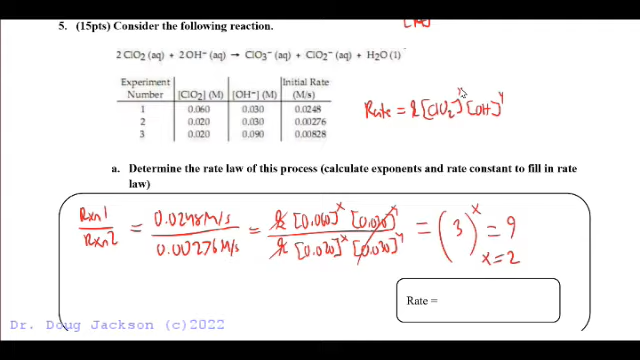 5. (15pts) Consider the following reaction.
2 ClO₂ (aq) + 2 OH⁻ (aq) → ClO₃⁻ (aq) + ClO₂⁻ (aq) + H₂O (l)
Experiment Number [ClO₂] (M) [OH⁻] (M) Initial Rate (M/s)
1 0.060 0.030 0.0248
2 0.020 0.030 0.00276
3 0.020 0.090 0.00828
Rate = k [ClO₂]ˣ [OH]ʸ
a. Determine the rate law of this process (calculate exponents and rate constant to fill in rate
law)
Rxn1/Rxn2 = 0.0248 M/s / 0.00276 M/s = k [0.060]ˣ [0.030]ʸ / k [0.020]ˣ [0.030]ʸ = (3)ˣ = 9
x = 2
Rate =
Dr. Doug Jackson (c)2022